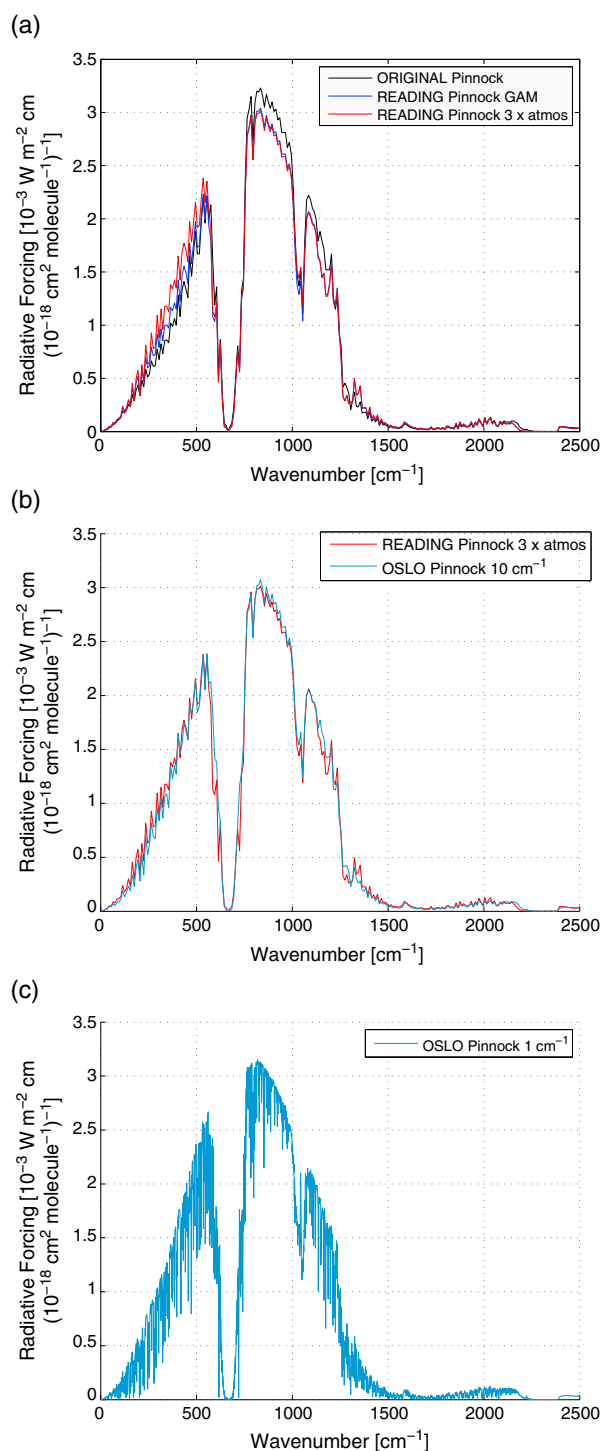 (a)
Radiative Forcing [10⁻³ W m⁻² cm
(10⁻¹⁸ cm² molecule⁻¹)⁻¹]
3.5
3
2.5
2
1.5
1
0.5
0
ORIGINAL Pinnock
READING Pinnock GAM
READING Pinnock 3 x atmos
0 500 1000 1500 2000 2500
Wavenumber [cm⁻¹]
(b)
Radiative Forcing [10⁻³ W m⁻² cm
(10⁻¹⁸ cm² molecule⁻¹)⁻¹]
3.5
3
2.5
2
1.5
1
0.5
0
READING Pinnock 3 x atmos
OSLO Pinnock 10 cm⁻¹
0 500 1000 1500 2000 2500
Wavenumber [cm⁻¹]
(c)
Radiative Forcing [10⁻³ W m⁻² cm
(10⁻¹⁸ cm² molecule⁻¹)⁻¹]
3.5
3
2.5
2
1.5
1
0.5
0
OSLO Pinnock 1 cm⁻¹
0 500 1000 1500 2000 2500
Wavenumber [cm⁻¹]